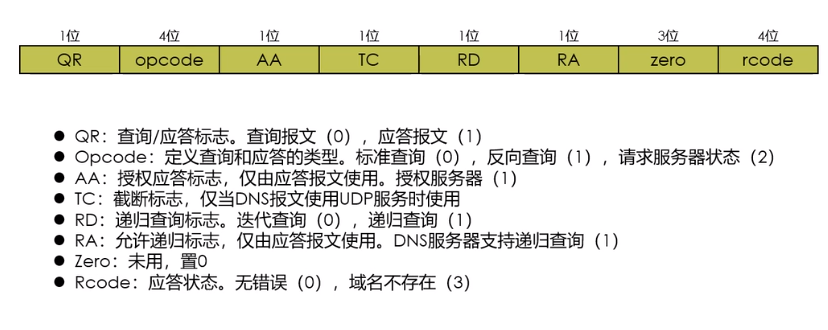 1位 4位 1位 1位 1位 1位 3位 4位
QR opcode AA TC RD RA zero rcode
● QR：查询/应答标志。查询报文（0），应答报文（1）
● Opcode：定义查询和应答的类型。标准查询（0），反向查询（1），请求服务器状态（2）
● AA：授权应答标志，仅由应答报文使用。授权服务器（1）
● TC：截断标志，仅当DNS报文使用UDP服务时使用
● RD：递归查询标志。迭代查询（0），递归查询（1）
● RA：允许递归标志，仅由应答报文使用。DNS服务器支持递归查询（1）
● Zero：未用，置0
● Rcode：应答状态。无错误（0），域名不存在（3）